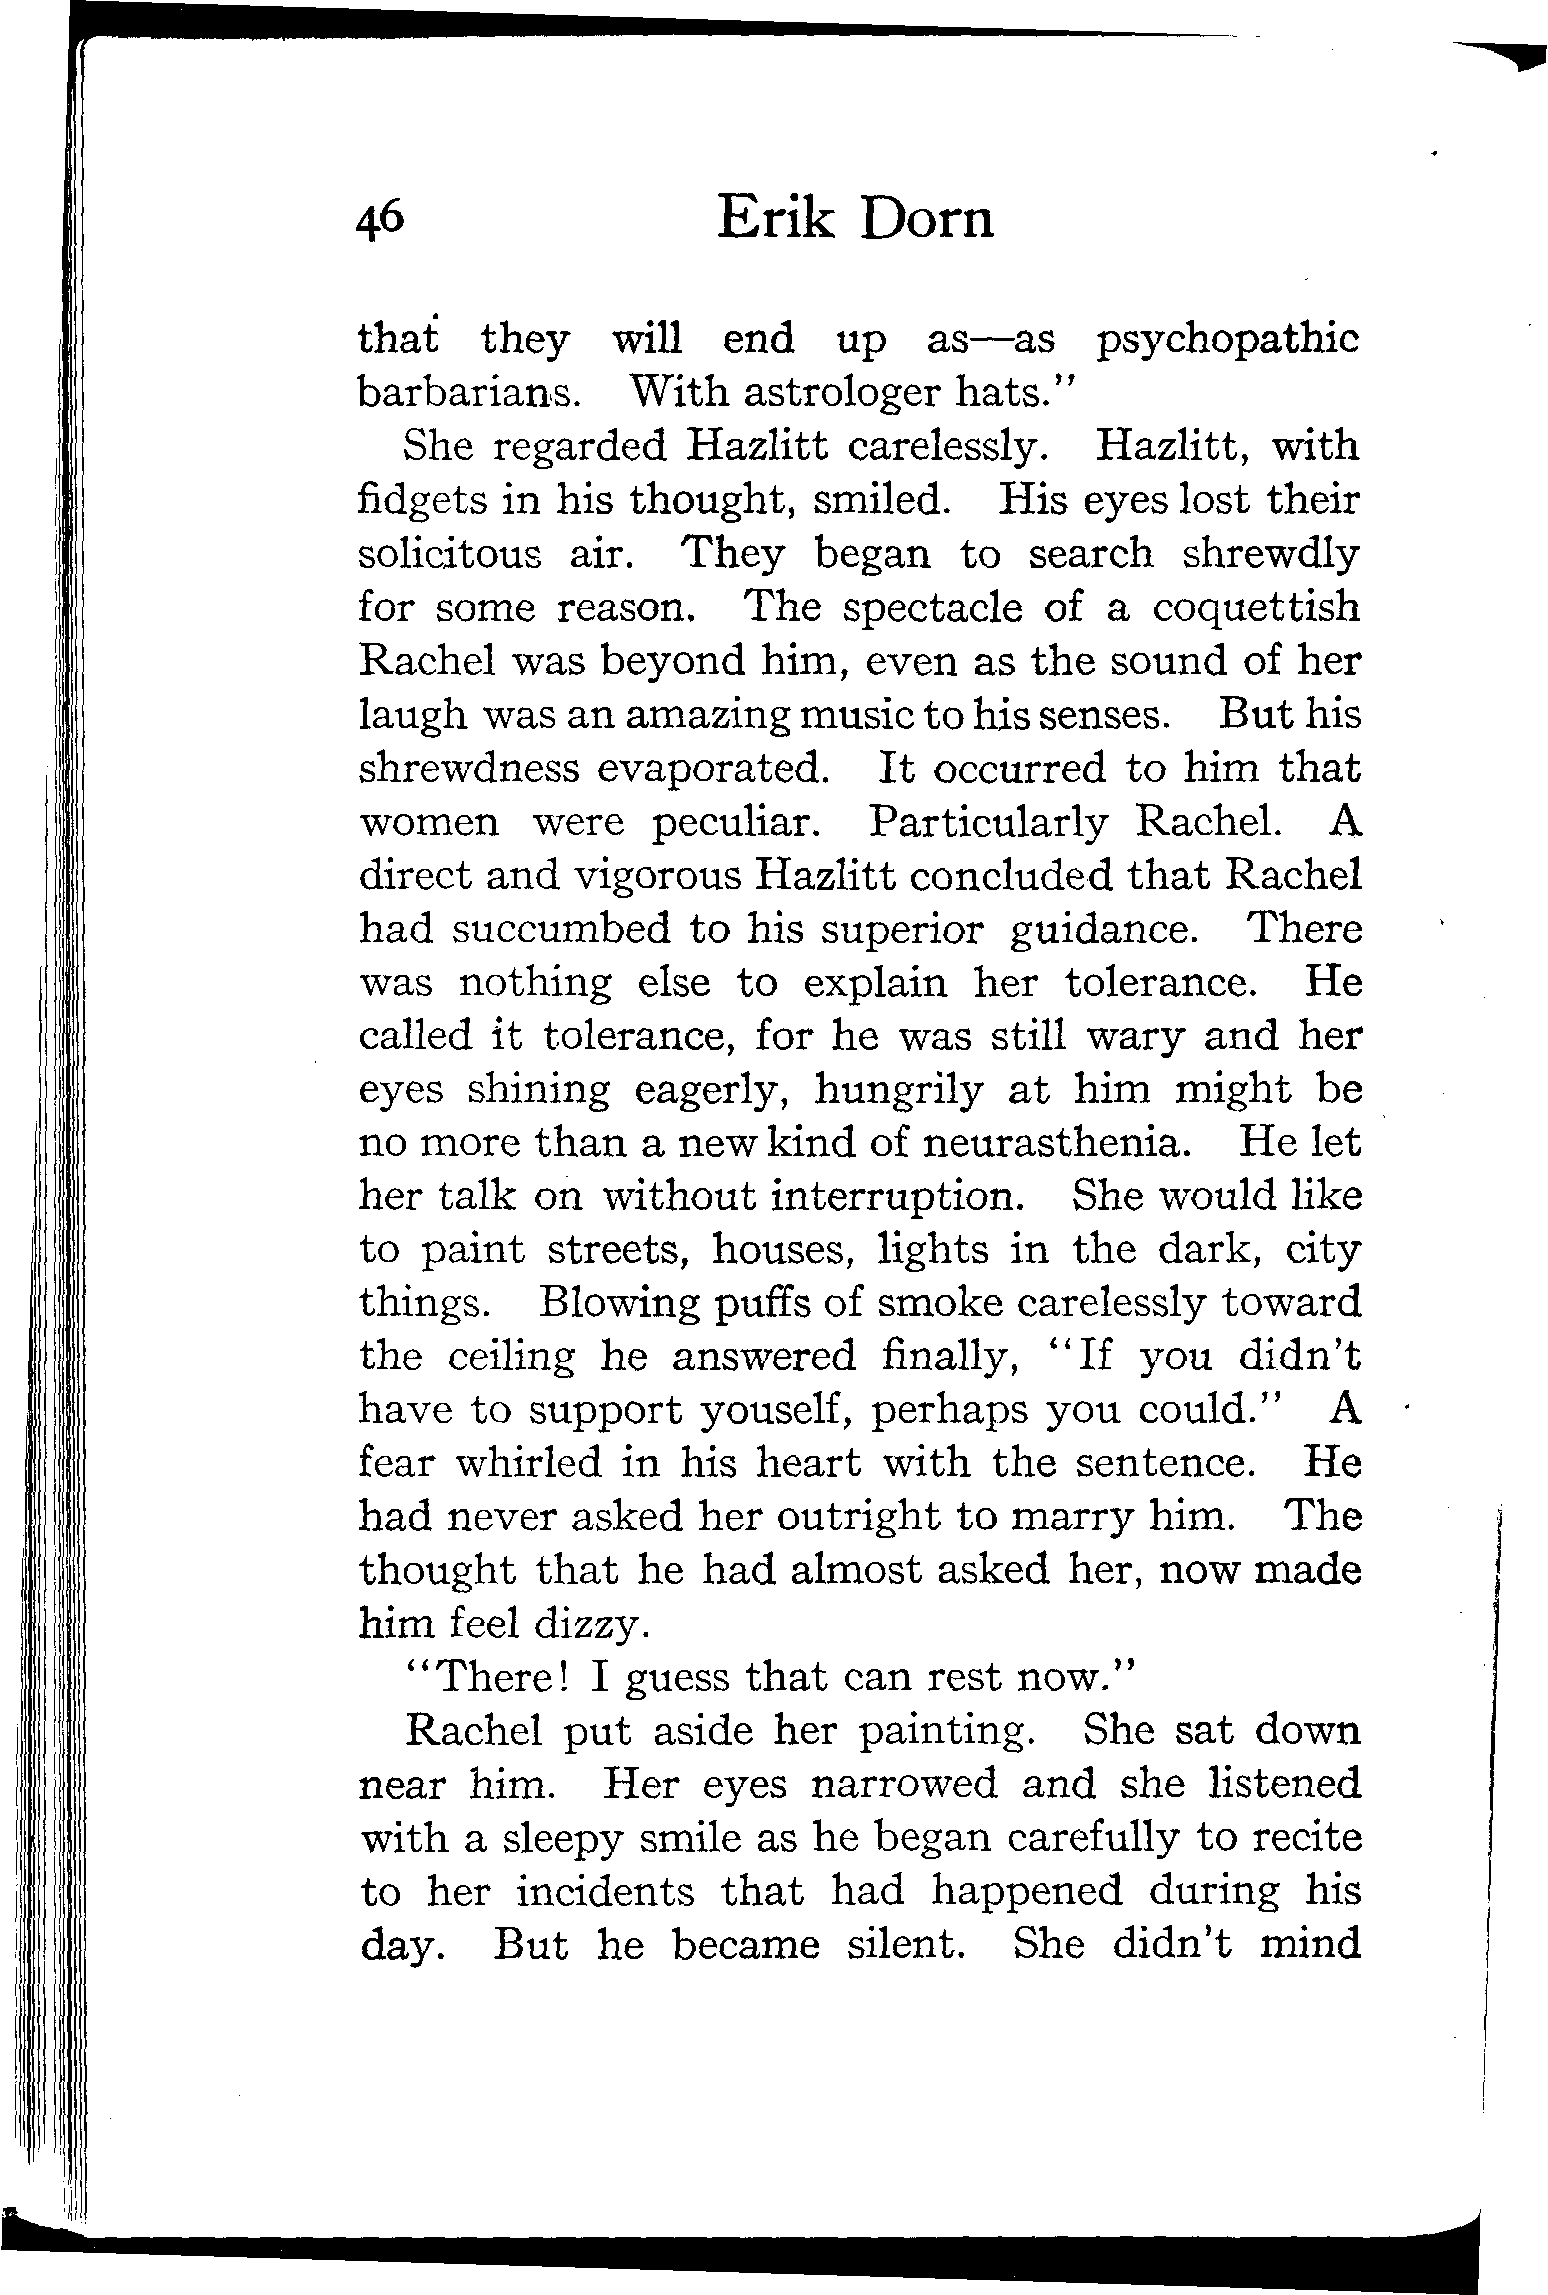 46 Erik Dorn
that they will end up as—as psychopathic
barbarians. With astrologer hats."
She regarded Hazlitt carelessly. Hazlitt, with
fidgets in his thought, smiled. His eyes lost their
solicitous air. They began to search shrewdly
for some reason. The spectacle of a coquettish
Rachel was beyond him, even as the sound of her
laugh was an amazing music to his senses. But his
shrewdness evaporated. It occurred to him that
women were peculiar. Particularly Rachel. A
direct and vigorous Hazlitt concluded that Rachel
had succumbed to his superior guidance. There
was nothing else to explain her tolerance. He
called it tolerance, for he was still wary and her
eyes shining eagerly, hungrily at him might be
no more than a new kind of neurasthenia. He let
her talk on without interruption. She would like
to paint streets, houses, lights in the dark, city
things. Blowing puffs of smoke carelessly toward
the ceiling he answered finally, "If you didn't
have to support youself, perhaps you could." A
fear whirled in his heart with the sentence. He
had never asked her outright to marry him. The
thought that he had almost asked her, now made
him feel dizzy.
"There! I guess that can rest now."
Rachel put aside her painting. She sat down
near him. Her eyes narrowed and she listened
with a sleepy smile as he began carefully to recite
to her incidents that had happened during his
day. But he became silent. She didn't mind